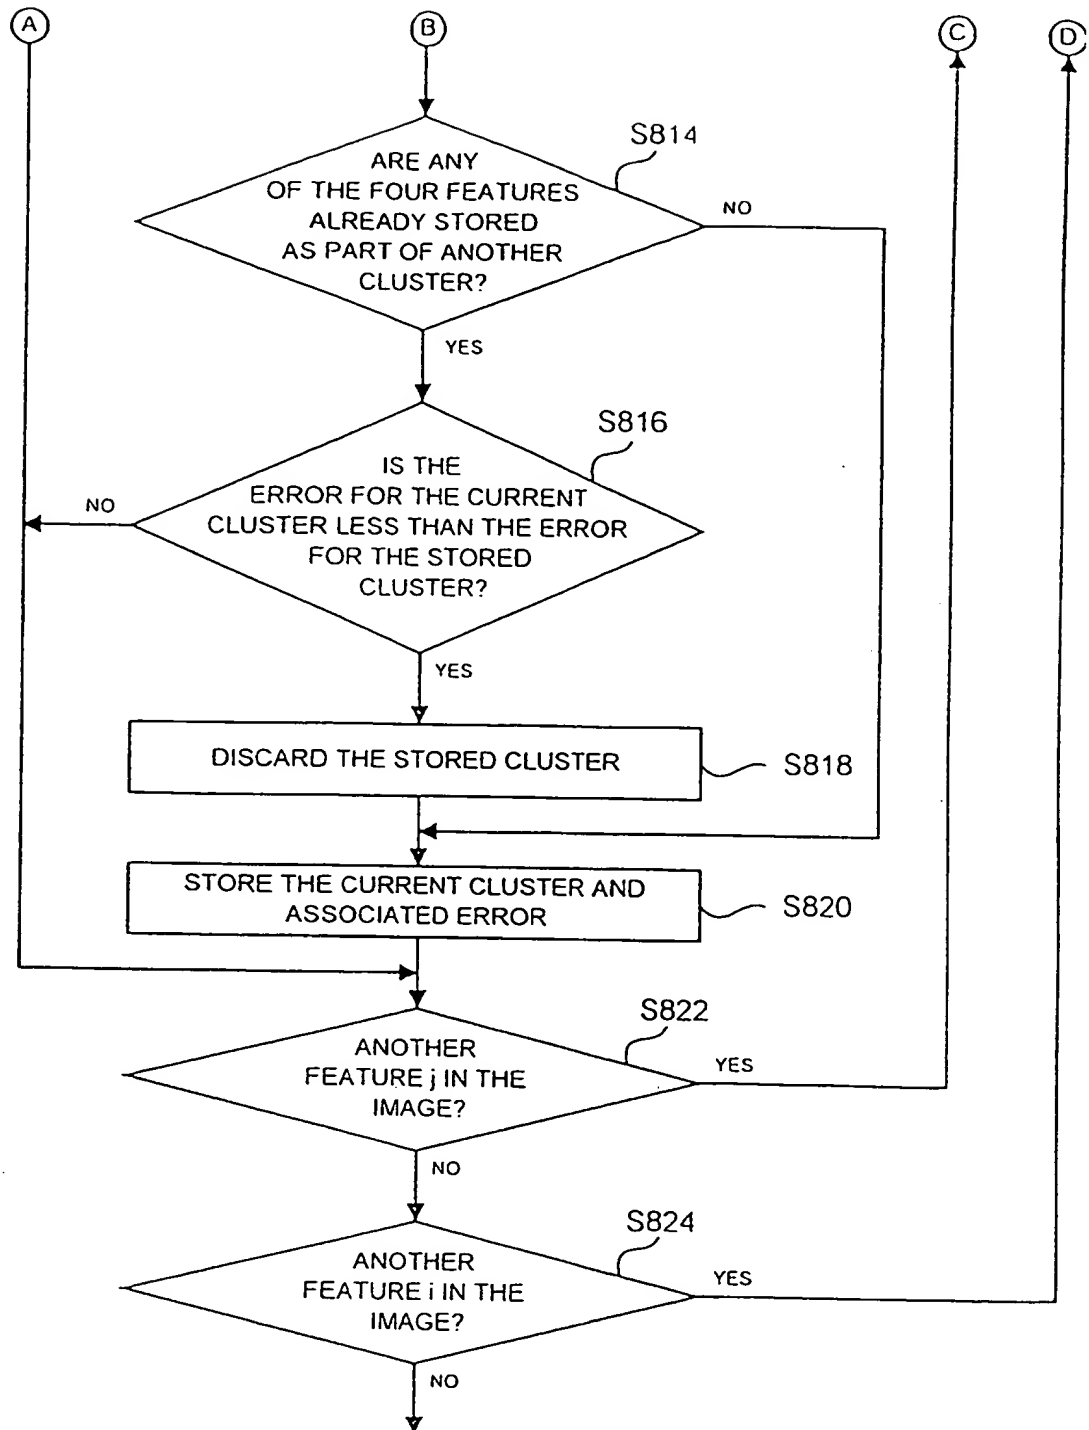 A
B
C
D
S814
ARE ANY
OF THE FOUR FEATURES
ALREADY STORED
AS PART OF ANOTHER
CLUSTER?
NO
YES
S816
IS THE
ERROR FOR THE CURRENT
CLUSTER LESS THAN THE ERROR
FOR THE STORED
CLUSTER?
NO
YES
DISCARD THE STORED CLUSTER
S818
STORE THE CURRENT CLUSTER AND
ASSOCIATED ERROR
S820
S822
ANOTHER
FEATURE j IN THE
IMAGE?
YES
NO
S824
ANOTHER
FEATURE i IN THE
IMAGE?
YES
NO